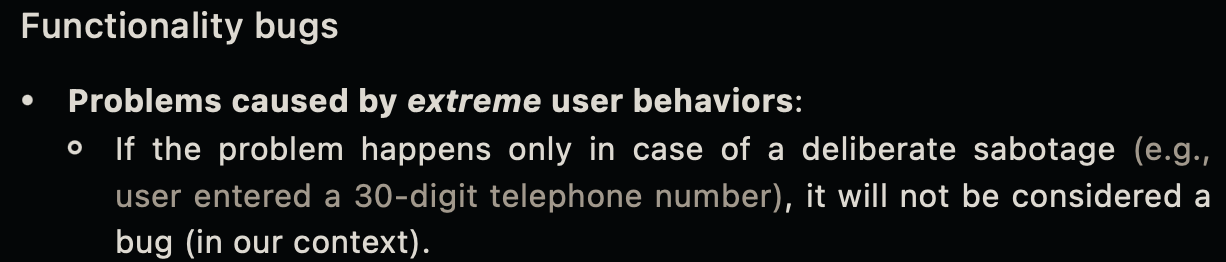 Functionality bugs
• Problems caused by extreme user behaviors:
○ If the problem happens only in case of a deliberate sabotage (e.g.,
user entered a 30-digit telephone number), it will not be considered a
bug (in our context).